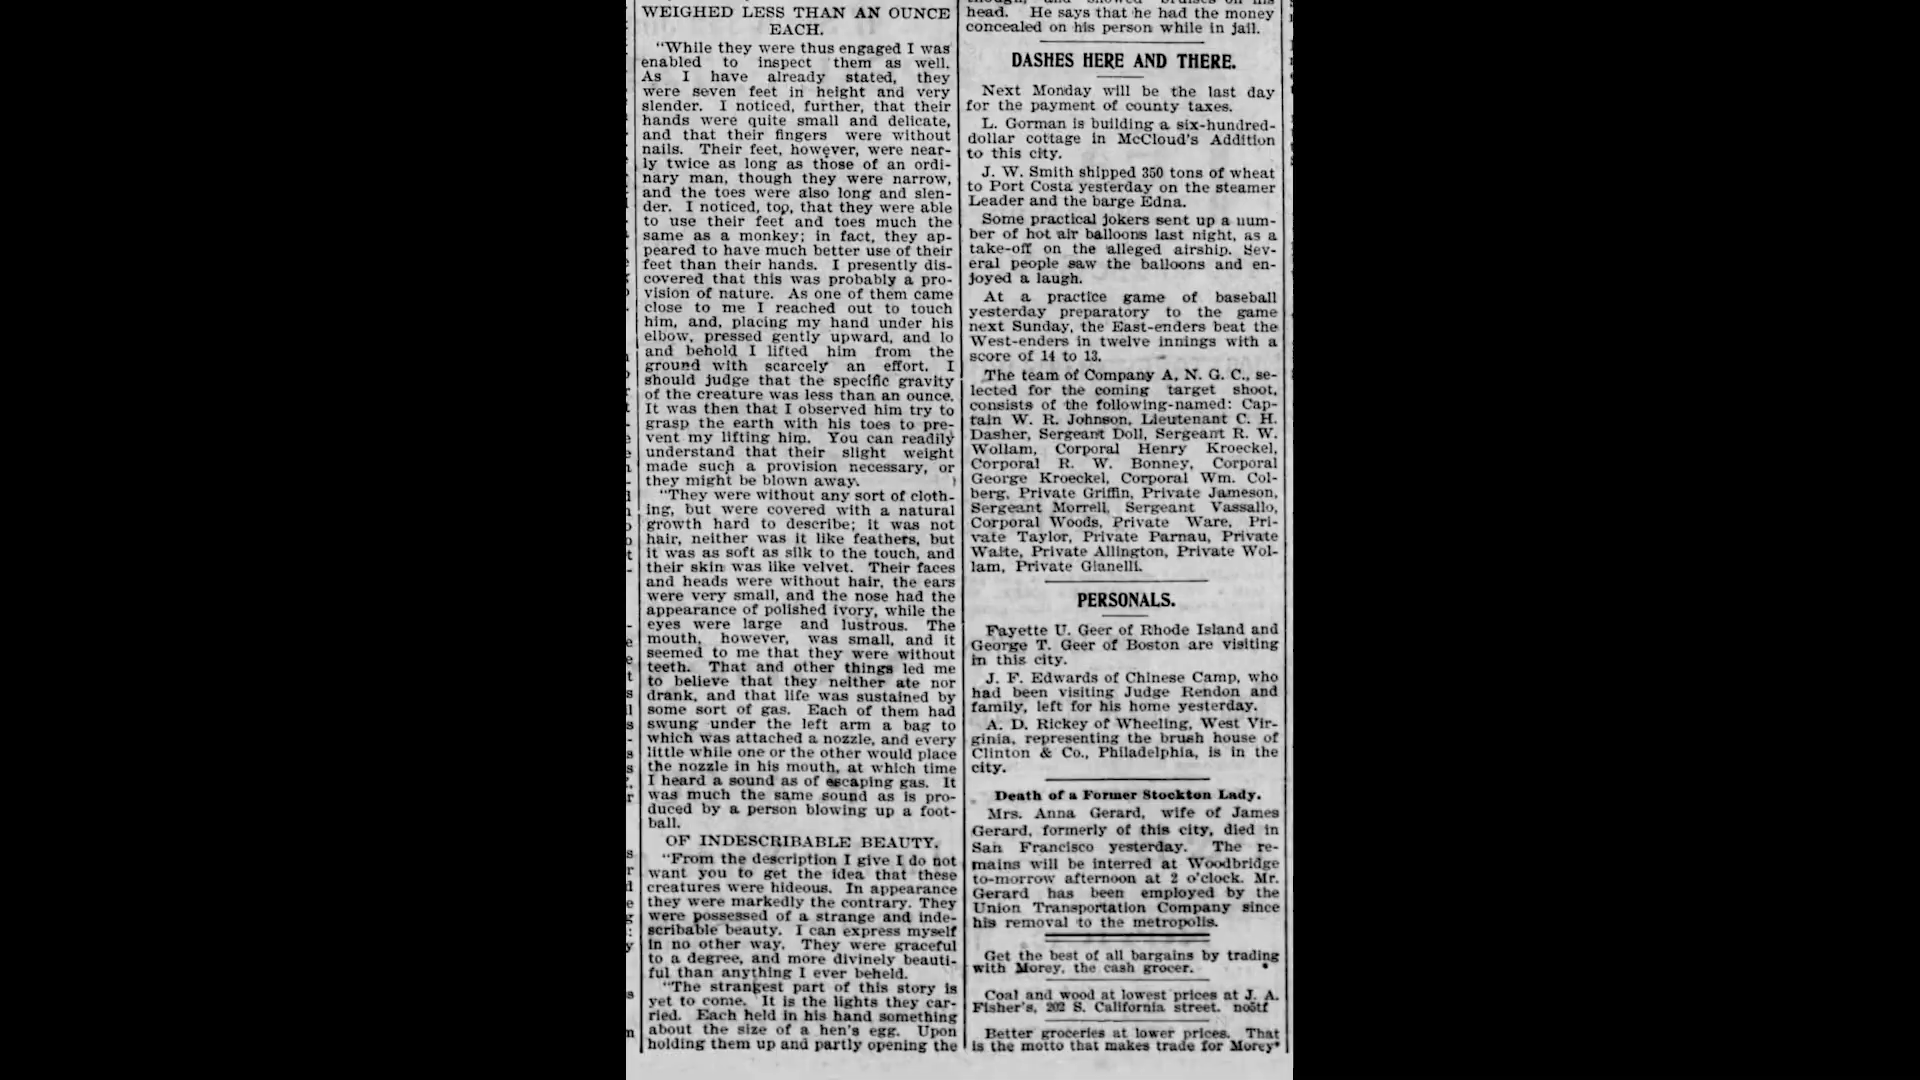 WEIGHED LESS THAN AN OUNCE
EACH.
"While they were thus engaged I was
enabled to inspect them as well.
As I have already stated, they
were seven feet in height and very
slender. I noticed, further, that their
hands were quite small and delicate,
and that their fingers were without
nails. Their feet, however, were near-
ly twice as long as those of an ordi-
nary man, though they were narrow,
and the toes were also long and slen-
der. I noticed, too, that they were able
to use their feet and toes much the
same as a monkey; in fact, they ap-
peared to have much better use of their
feet than their hands. I presently dis-
covered that this was probably a pro-
vision of nature. As one of them came
close to me I reached out to touch
him, and, placing my hand under his
elbow, pressed gently upward, and lo
and behold I lifted him from the
ground with scarcely an effort. I
should judge that the specific gravity
of the creature was less than an ounce.
It was then that I observed him try to
grasp the earth with his toes to pre-
vent my lifting him. You can readily
understand that their slight weight
made such a provision necessary, or
they might be blown away.
"They were without any sort of cloth-
ing, but were covered with a natural
growth hard to describe; it was not
hair, neither was it like feathers, but
it was as soft as silk to the touch, and
their skin was like velvet. Their faces
and heads were without hair, the ears
were very small, and the nose had the
appearance of polished ivory, while the
eyes were large and lustrous. The
mouth, however, was small, and it
seemed to me that they were without
teeth. That and other things led me
to believe that they neither ate nor
drank, and that life was sustained by
some sort of gas. Each of them had
swung under the left arm a bag to
which was attached a nozzle, and every
little while one or the other would place
the nozzle in his mouth, at which time
I heard a sound as of escaping gas. It
was much the same sound as is pro-
duced by a person blowing up a foot-
ball.
OF INDESCRIBABLE BEAUTY.
"From the description I give I do not
want you to get the idea that these
creatures were hideous. In appearance
they were markedly the contrary. They
were possessed of a strange and inde-
scribable beauty. I can express myself
in no other way. They were graceful
to a degree, and more divinely beauti-
ful than anything I ever beheld.
"The strangest part of this story is
yet to come. It is the lights they car-
ried. Each held in his hand something
about the size of a hen's egg. Upon
holding them up and partly opening the
head. He says that he had the money
concealed on his person while in jail.
DASHES HERE AND THERE.
Next Monday will be the last day
for the payment of county taxes.
L. Gorman is building a six-hundred-
dollar cottage in McCloud's Addition
to this city.
J. W. Smith shipped 350 tons of wheat
to Port Costa yesterday on the steamer
Leader and the barge Edna.
Some practical jokers sent up a num-
ber of hot air balloons last night, as a
take-off on the alleged airship. Sev-
eral people saw the balloons and en-
joyed a laugh.
At a practice game of baseball
yesterday preparatory to the game
next Sunday, the East-enders beat the
West-enders in twelve innings with a
score of 14 to 13.
The team of Company A, N. G. C., se-
lected for the coming target shoot,
consists of the following-named: Cap-
tain W. R. Johnson, Lieutenant C. H.
Dasher, Sergeant Doll, Sergeant R. W.
Wollam, Corporal Henry Kroeckel,
Corporal R. W. Bonney, Corporal
George Kroeckel, Corporal Wm. Col-
berg, Private Griffin, Private Jameson,
Sergeant Morrell, Sergeant Vassallo,
Corporal Woods, Private Ware, Pri-
vate Taylor, Private Parnau, Private
Waite, Private Allington, Private Wol-
lam, Private Gianelli.
PERSONALS.
Fayette U. Geer of Rhode Island and
George T. Geer of Boston are visiting
in this city.
J. F. Edwards of Chinese Camp, who
had been visiting Judge Rendon and
family, left for his home yesterday.
A. D. Rickey of Wheeling, West Vir-
ginia, representing the brush house of
Clinton & Co., Philadelphia, is in the
city.
Death of a Former Stockton Lady.
Mrs. Anna Gerard, wife of James
Gerard, formerly of this city, died in
San Francisco yesterday. The re-
mains will be interred at Woodbridge
to-morrow afternoon at 2 o'clock. Mr.
Gerard has been employed by the
Union Transportation Company since
his removal to the metropolis.
Get the best of all bargains by trading
with Morey, the cash grocer. *
Coal and wood at lowest prices at J. A.
Fisher's, 202 S. California street. no5tf
Better groceries at lower prices. That
is the motto that makes trade for Morey*